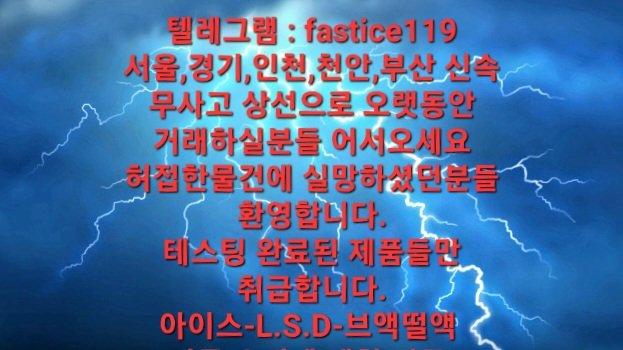 텔레그램 : fastice119
서울,경기,인천,천안,부산 신속
무사고 상선으로 오랫동안
거래하실분들 어서오세요
허접한물건에 실망하셨던분들
환영합니다.
테스팅 완료된 제품들만
취급합니다.
아이스-L.S.D-브액떨액